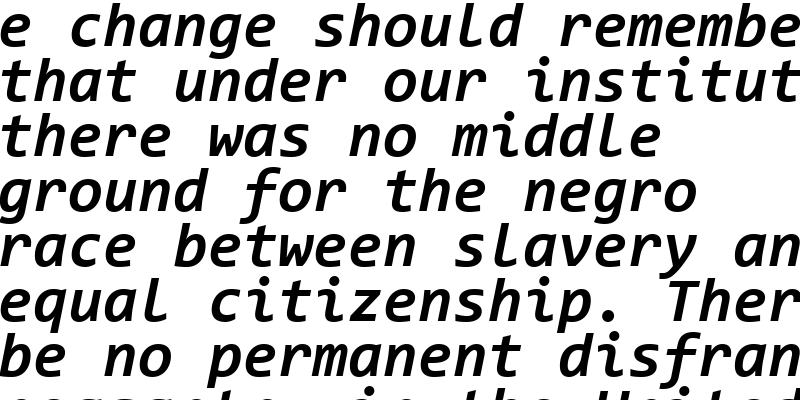 e change should remembe
that under our institut
there was no middle
ground for the negro
race between slavery an
equal citizenship. Ther
be no permanent disfran